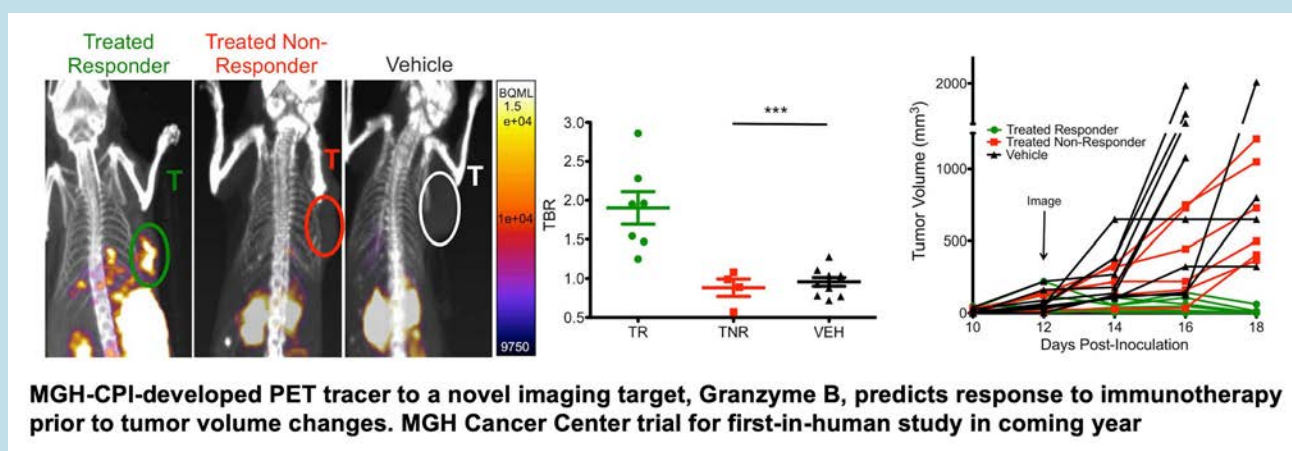 Treated
Responder
Treated Non-
Responder
Vehicle
T
T
T
BQML
1.5
e+04
1e+04
9750
TBR
3.0
2.5
2.0
1.5
1.0
0.5
***
TR
TNR
VEH
Tumor Volume (mm³)
2000
1000
500
0
Treated Responder
Treated Non-Responder
Vehicle
Image
10
12
14
16
18
Days Post-Inoculation
MGH-CPI-developed PET tracer to a novel imaging target, Granzyme B, predicts response to immunotherapy
prior to tumor volume changes. MGH Cancer Center trial for first-in-human study in coming year